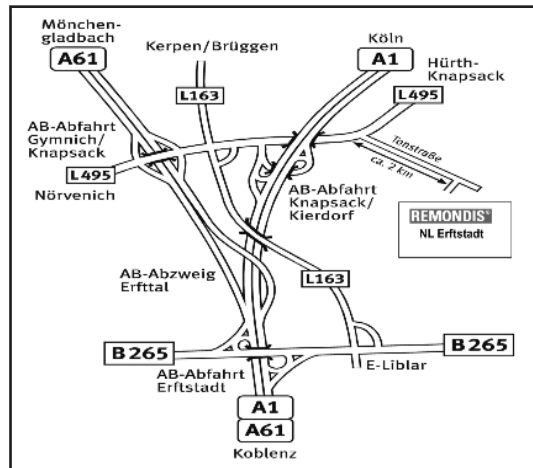 Mönchen-
gladbach
A61
Kerpen/Brüggen
Köln
A1
Hürth-
Knapsack
L163
L495
AB-Abfahrt
Gymnich/
Knapsack
L495
Nörvenich
Tonstraße
ca. 2 km
AB-Abfahrt
Knapsack/
Kierdorf
REMONDIS
NL Erftstadt
AB-Abzweig
Erfttal
L163
B265
B265
AB-Abfahrt
Erftstadt
E-Liblar
A1
A61
Koblenz